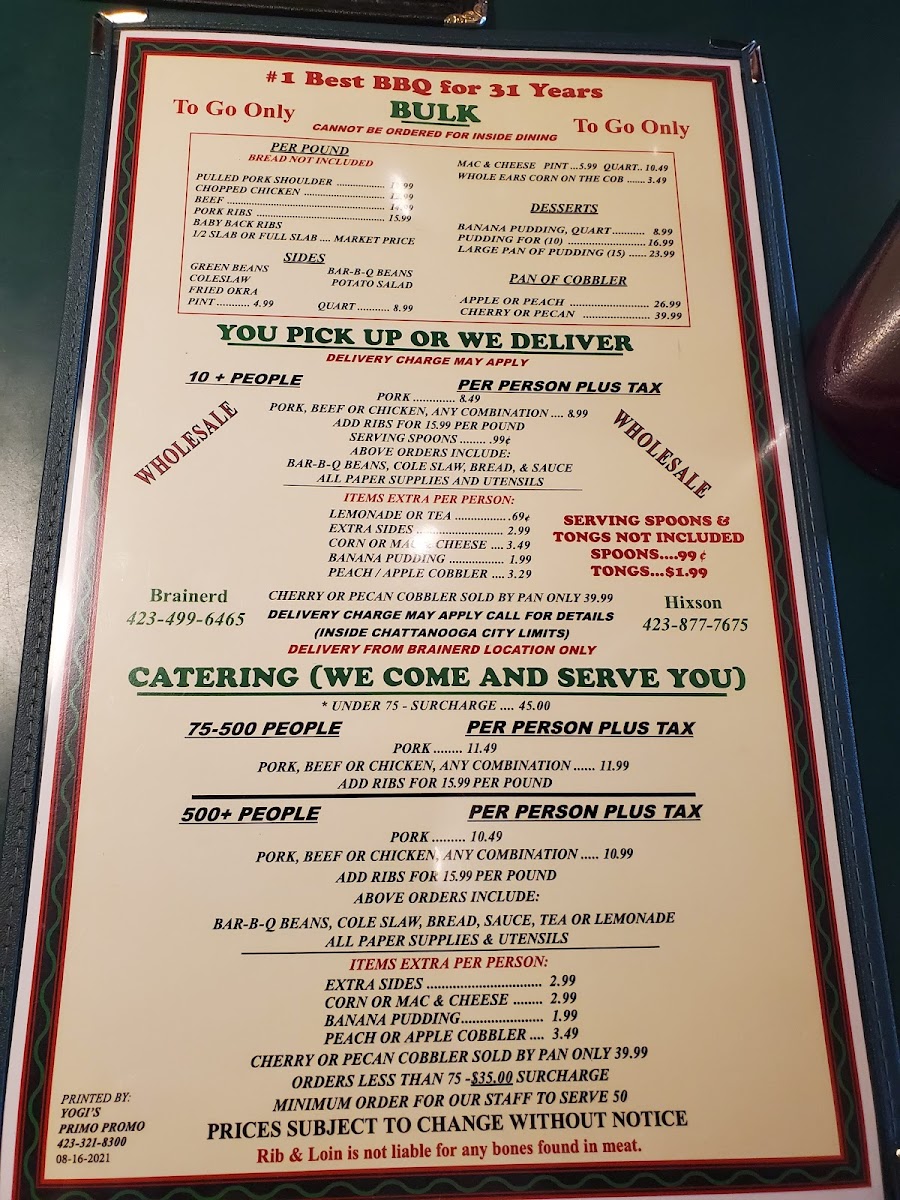 #1 Best BBQ for 31 Years
To Go Only BULK To Go Only
CANNOT BE ORDERED FOR INSIDE DINING
PER POUND
BREAD NOT INCLUDED
PULLED PORK SHOULDER
CHOPPED CHICKEN
BEEF
PORK RIBS ... 15.99
BABY BACK RIBS
1/2 SLAB OR FULL SLAB .... MARKET PRICE
SIDES
GREEN BEANS BAR-B-Q BEANS
COLESLAW POTATO SALAD
FRIED OKRA
PINT ........... 4.99 QUART ........... 8.99
MAC & CHEESE PINT ...5.99 QUART.. 10.49
WHOLE EARS CORN ON THE COB ...... 3.49
DESSERTS
BANANA PUDDING, QUART.......... 8.99
PUDDING FOR (10) ........................ 16.99
LARGE PAN OF PUDDING (15) ...... 23.99
PAN OF COBBLER
APPLE OR PEACH ........................ 26.99
CHERRY OR PECAN .................... 39.99
YOU PICK UP OR WE DELIVER
DELIVERY CHARGE MAY APPLY
10 + PEOPLE PER PERSON PLUS TAX
WHOLESALE
PORK ............. 8.49
PORK, BEEF OR CHICKEN, ANY COMBINATION .... 8.99
ADD RIBS FOR 15.99 PER POUND
SERVING SPOONS ........ .99¢
ABOVE ORDERS INCLUDE:
BAR-B-Q BEANS, COLE SLAW, BREAD, & SAUCE
ALL PAPER SUPPLIES AND UTENSILS
WHOLESALE
ITEMS EXTRA PER PERSON:
LEMONADE OR TEA .................. .69¢
EXTRA SIDES .......................... 2.99
CORN OR MAC & CHEESE .... 3.49
BANANA PUDDING ................. 1.99
PEACH / APPLE COBBLER .... 3.29
SERVING SPOONS &
TONGS NOT INCLUDED
SPOONS....99 ¢
TONGS...$1.99
Brainerd
423-499-6465
CHERRY OR PECAN COBBLER SOLD BY PAN ONLY 39.99
DELIVERY CHARGE MAY APPLY CALL FOR DETAILS
(INSIDE CHATTANOOGA CITY LIMITS)
DELIVERY FROM BRAINERD LOCATION ONLY
Hixson
423-877-7675
CATERING (WE COME AND SERVE YOU)
* UNDER 75 - SURCHARGE .... 45.00
75-500 PEOPLE PER PERSON PLUS TAX
PORK ........ 11.49
PORK, BEEF OR CHICKEN, ANY COMBINATION ...... 11.99
ADD RIBS FOR 15.99 PER POUND
500+ PEOPLE PER PERSON PLUS TAX
PORK ......... 10.49
PORK, BEEF OR CHICKEN, ANY COMBINATION ..... 10.99
ADD RIBS FOR 15.99 PER POUND
ABOVE ORDERS INCLUDE:
BAR-B-Q BEANS, COLE SLAW, BREAD, SAUCE, TEA OR LEMONADE
ALL PAPER SUPPLIES & UTENSILS
ITEMS EXTRA PER PERSON:
EXTRA SIDES ................................ 2.99
CORN OR MAC & CHEESE ........ 2.99
BANANA PUDDING....................... 1.99
PEACH OR APPLE COBBLER .... 3.49
CHERRY OR PECAN COBBLER SOLD BY PAN ONLY 39.99
ORDERS LESS THAN 75 -$35.00 SURCHARGE
MINIMUM ORDER FOR OUR STAFF TO SERVE 50
PRICES SUBJECT TO CHANGE WITHOUT NOTICE
Rib & Loin is not liable for any bones found in meat.
PRINTED BY:
YOGI'S
PRIMO PROMO
423-321-8300
08-16-2021